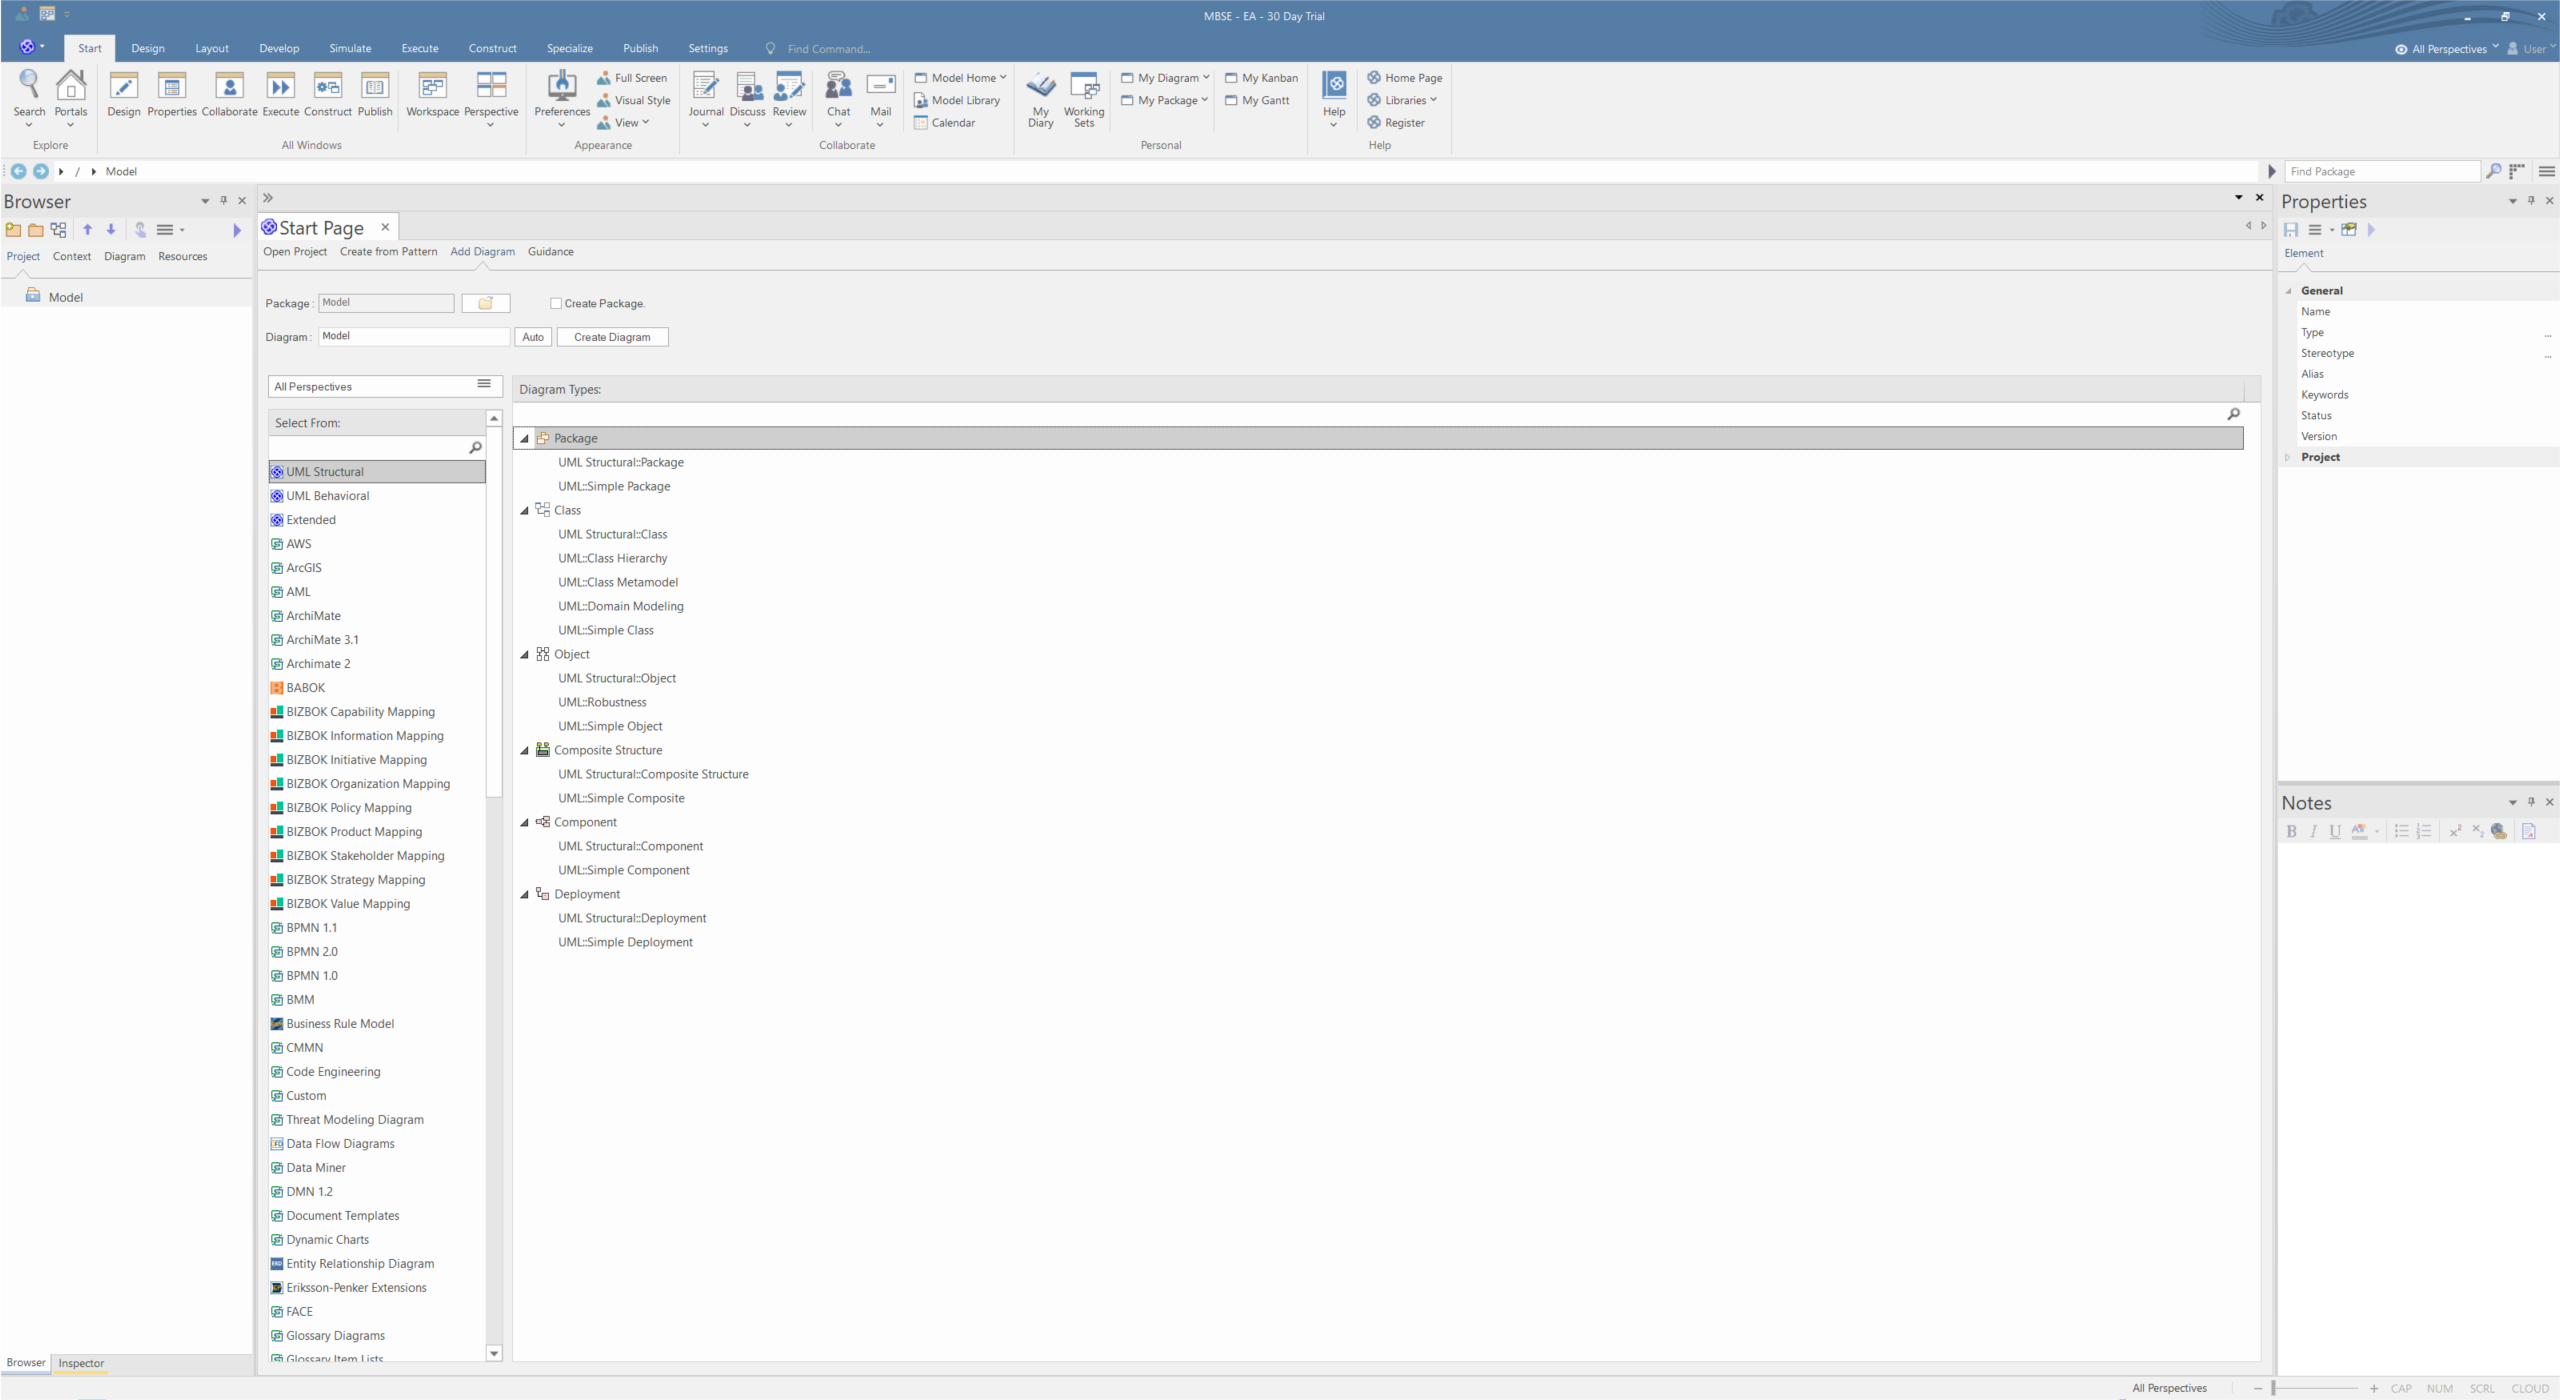 MBSE - EA - 30 Day Trial
Start Design Layout Develop Simulate Execute Construct Specialize Publish Settings Find Command... All Perspectives User
Search Portals Design Properties Collaborate Execute Construct Publish Workspace Perspective Preferences Full Screen Visual Style View Journal Discuss Review Chat Mail Model Home Model Library Calendar My Diary Working Sets My Diagram My Package My Kanban My Gantt Help Home Page Libraries Register
Explore All Windows Appearance Collaborate Personal Help
/ Model Find Package
Browser
Project Context Diagram Resources
Model
Start Page
Open Project Create from Pattern Add Diagram Guidance
Package : Model Create Package.
Diagram : Model Auto Create Diagram
All Perspectives
Select From:
UML Structural
UML Behavioral
Extended
AWS
ArcGIS
AML
ArchiMate
ArchiMate 3.1
Archimate 2
BABOK
BIZBOK Capability Mapping
BIZBOK Information Mapping
BIZBOK Initiative Mapping
BIZBOK Organization Mapping
BIZBOK Policy Mapping
BIZBOK Product Mapping
BIZBOK Stakeholder Mapping
BIZBOK Strategy Mapping
BIZBOK Value Mapping
BPMN 1.1
BPMN 2.0
BPMN 1.0
BMM
Business Rule Model
CMMN
Code Engineering
Custom
Threat Modeling Diagram
Data Flow Diagrams
Data Miner
DMN 1.2
Document Templates
Dynamic Charts
Entity Relationship Diagram
Eriksson-Penker Extensions
FACE
Glossary Diagrams
Glossary Item Lists
Diagram Types:
Package
UML Structural::Package
UML::Simple Package
Class
UML Structural::Class
UML::Class Hierarchy
UML::Class Metamodel
UML::Domain Modeling
UML::Simple Class
Object
UML Structural::Object
UML::Robustness
UML::Simple Object
Composite Structure
UML Structural::Composite Structure
UML::Simple Composite
Component
UML Structural::Component
UML::Simple Component
Deployment
UML Structural::Deployment
UML::Simple Deployment
Properties
Element
General
Name
Type ...
Stereotype ...
Alias
Keywords
Status
Version
Project
Notes
B I U
Browser Inspector
All Perspectives CAP NUM SCRL CLOUD